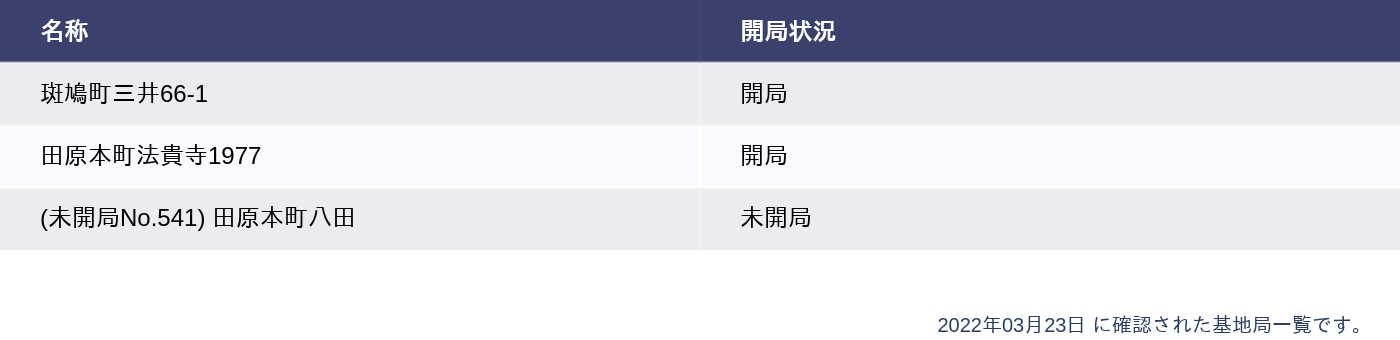 名称 開局状況
斑鳩町三井66-1 開局
田原本町法貴寺1977 開局
(未開局No.541) 田原本町八田 未開局
2022年03月23日 に確認された基地局一覧です。